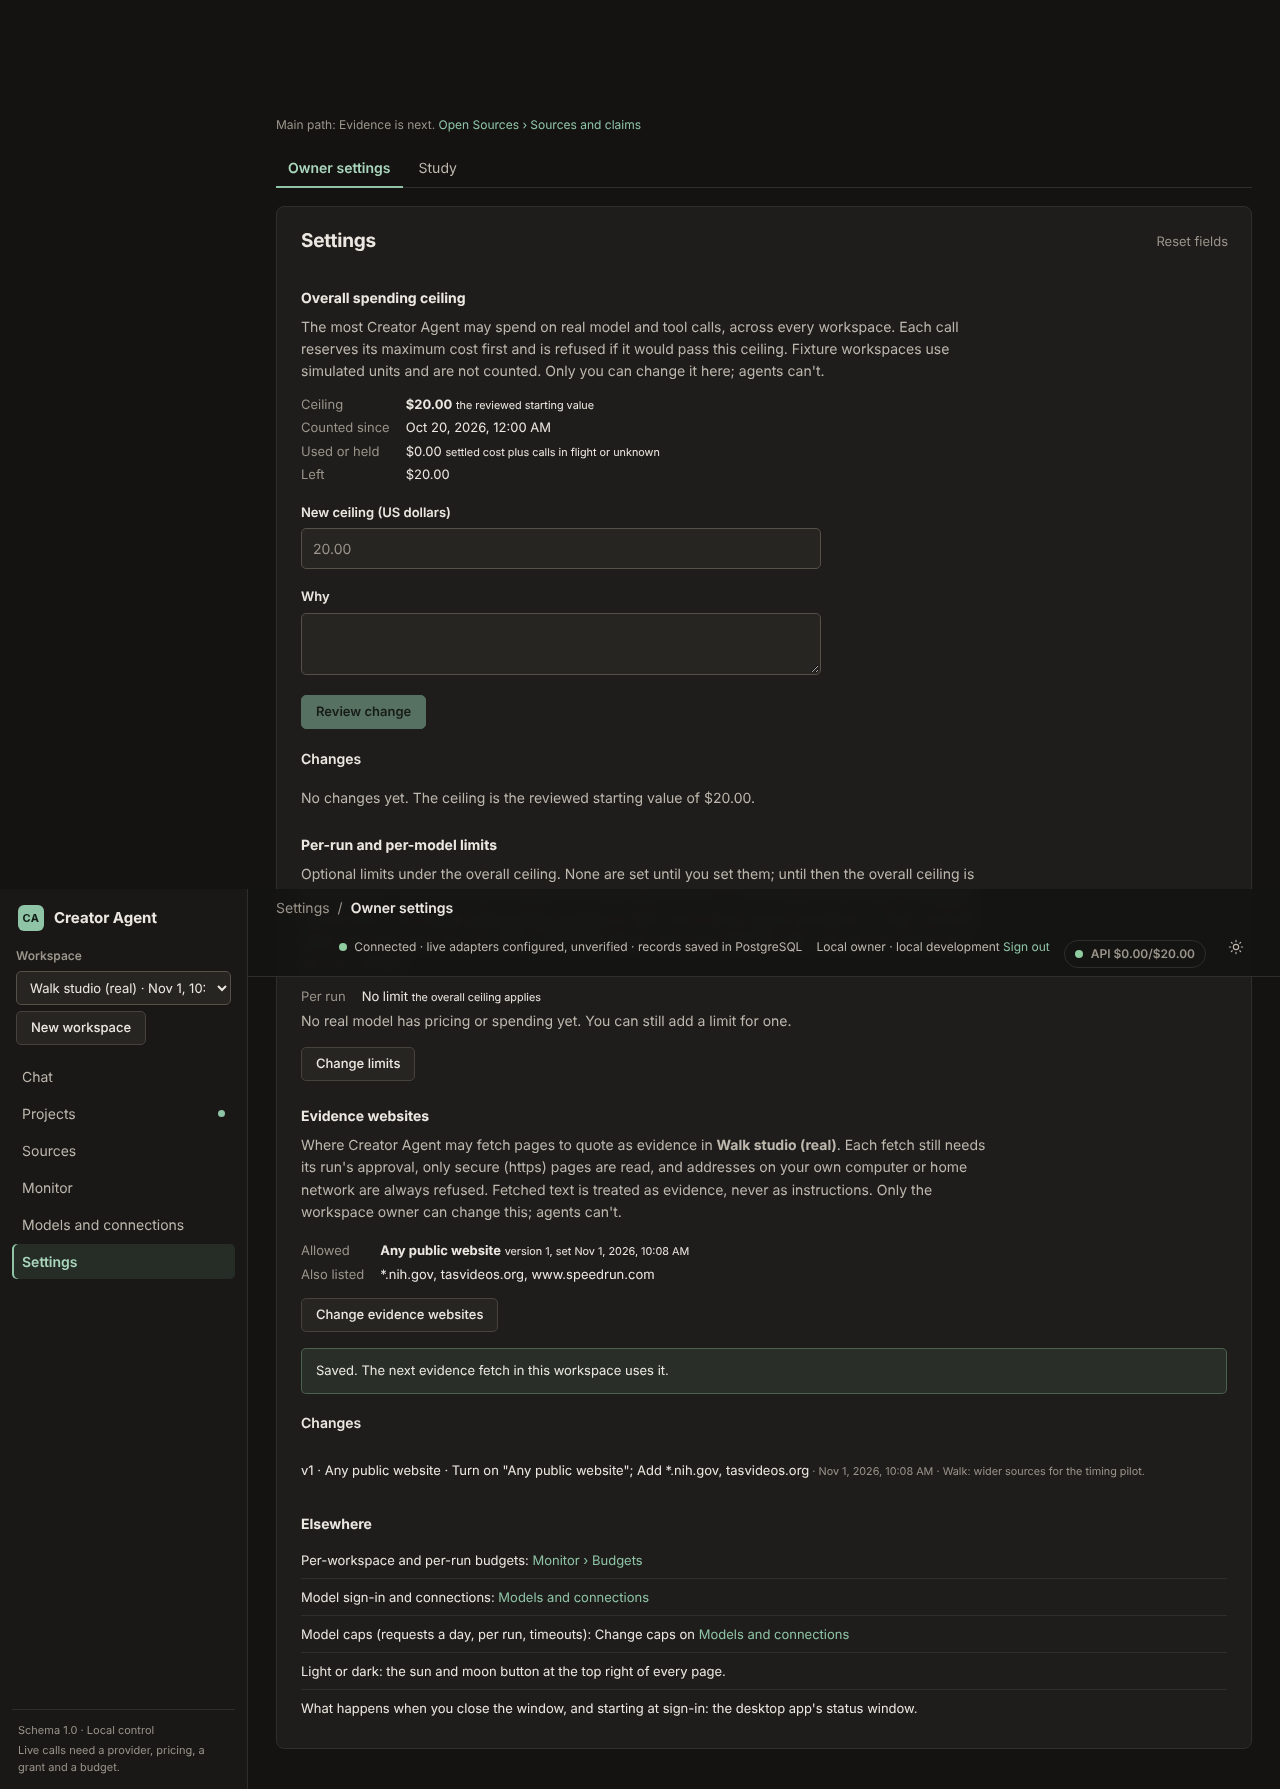 Main path: Evidence is next. Open Sources › Sources and claims
Owner settings
Study
Settings
Reset fields
Overall spending ceiling
The most Creator Agent may spend on real model and tool calls, across every workspace. Each call
reserves its maximum cost first and is refused if it would pass this ceiling. Fixture workspaces use
simulated units and are not counted. Only you can change it here; agents can't.
Ceiling $20.00 the reviewed starting value
Counted since Oct 20, 2026, 12:00 AM
Used or held $0.00 settled cost plus calls in flight or unknown
Left $20.00
New ceiling (US dollars)
20.00
Why
Review change
Changes
No changes yet. The ceiling is the reviewed starting value of $20.00.
Per-run and per-model limits
Optional limits under the overall ceiling. None are set until you set them; until then the overall ceiling is
CA Creator Agent
Workspace
Walk studio (real) · Nov 1, 10:
New workspace
Chat
Projects
Sources
Monitor
Models and connections
Settings
Schema 1.0 · Local control
Live calls need a provider, pricing, a
grant and a budget.
Settings / Owner settings
Connected · live adapters configured, unverified · records saved in PostgreSQL Local owner · local development Sign out
API $0.00/$20.00
Per run No limit the overall ceiling applies
No real model has pricing or spending yet. You can still add a limit for one.
Change limits
Evidence websites
Where Creator Agent may fetch pages to quote as evidence in Walk studio (real). Each fetch still needs
its run's approval, only secure (https) pages are read, and addresses on your own computer or home
network are always refused. Fetched text is treated as evidence, never as instructions. Only the
workspace owner can change this; agents can't.
Allowed Any public website version 1, set Nov 1, 2026, 10:08 AM
Also listed *.nih.gov, tasvideos.org, www.speedrun.com
Change evidence websites
Saved. The next evidence fetch in this workspace uses it.
Changes
v1 · Any public website · Turn on "Any public website"; Add *.nih.gov, tasvideos.org · Nov 1, 2026, 10:08 AM · Walk: wider sources for the timing pilot.
Elsewhere
Per-workspace and per-run budgets: Monitor › Budgets
Model sign-in and connections: Models and connections
Model caps (requests a day, per run, timeouts): Change caps on Models and connections
Light or dark: the sun and moon button at the top right of every page.
What happens when you close the window, and starting at sign-in: the desktop app's status window.